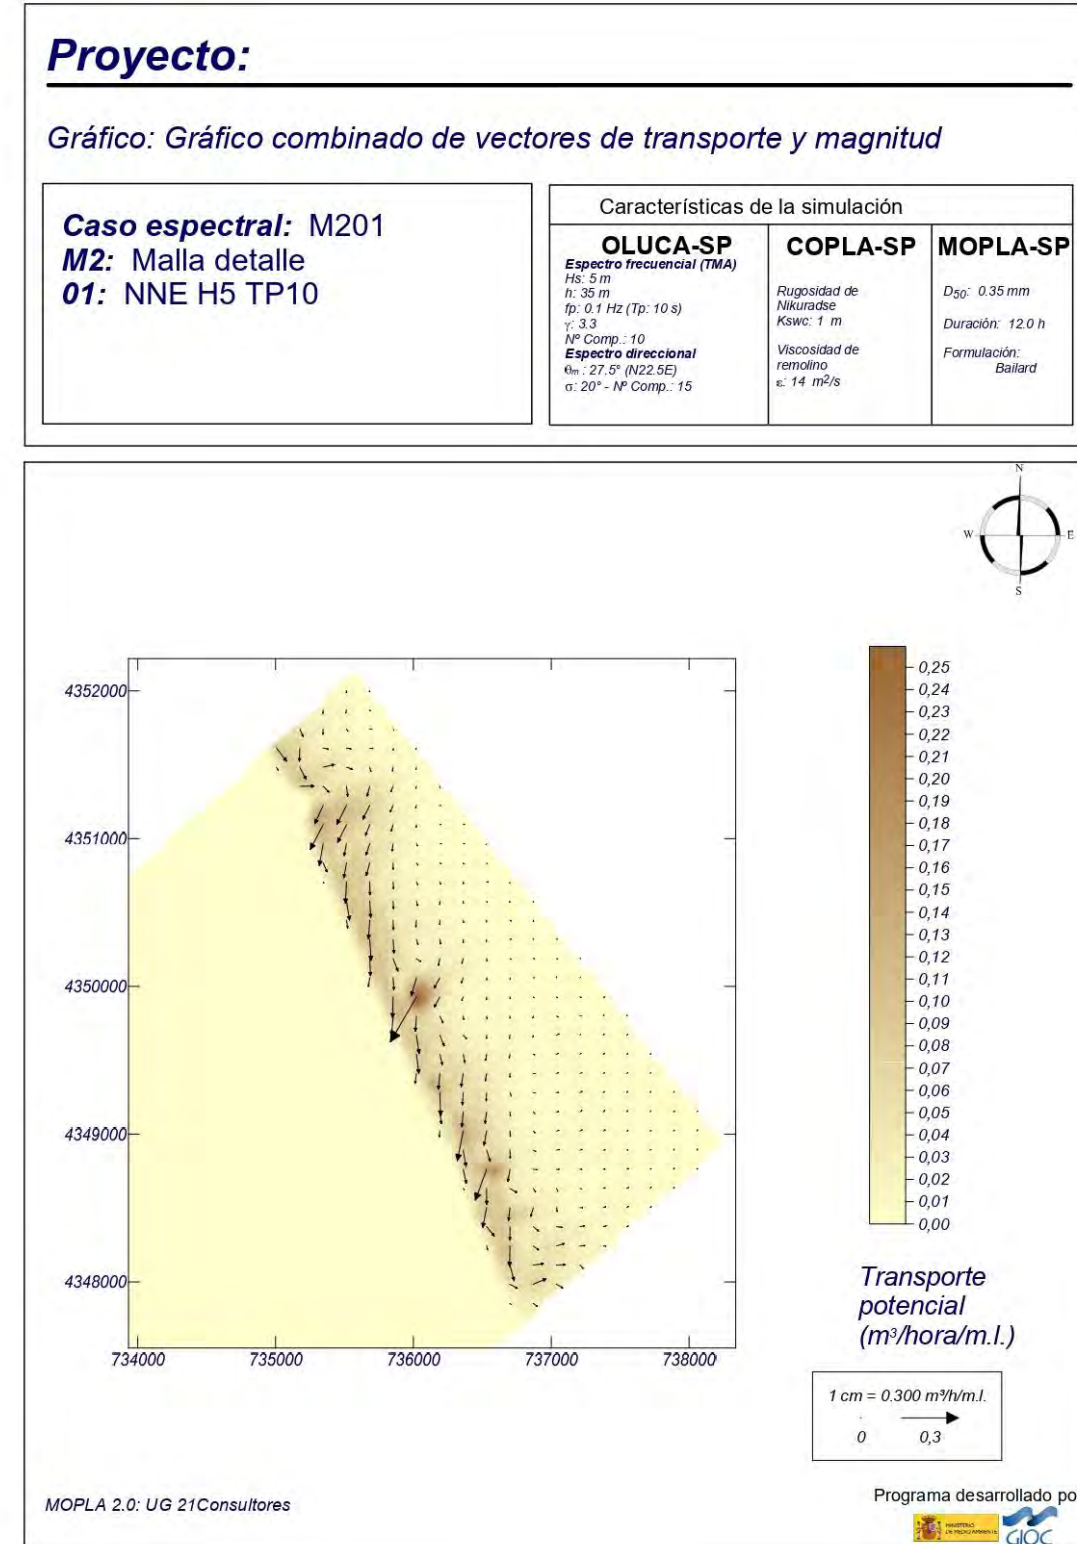 Proyecto:
Gráfico: Gráfico combinado de vectores de transporte y magnitud
Caso espectral: M201
M2: Malla detalle
01: NNE H5 TP10
Características de la simulación
OLUCA-SP
Espectro frecuencial (TMA)
Hs: 5 m
h: 35 m
fp: 0.1 Hz (Tp: 10 s)
γ: 3.3
Nº Comp.: 10
Espectro direccional
θm : 27.5° (N22.5E)
σ: 20° - Nº Comp.: 15
COPLA-SP
Rugosidad de
Nikuradse
Kswc: 1 m
Viscosidad de
remolino
ε: 14 m²/s
MOPLA-SP
D50: 0.35 mm
Duración: 12.0 h
Formulación:
Bailard
N
W
E
S
4352000
4351000
4350000
4349000
4348000
734000
735000
736000
737000
738000
0,25
0,24
0,23
0,22
0,21
0,20
0,19
0,18
0,17
0,16
0,15
0,14
0,13
0,12
0,11
0,10
0,09
0,08
0,07
0,06
0,05
0,04
0,03
0,02
0,01
0,00
Transporte
potencial
(m³/hora/m.l.)
1 cm = 0.300 m³/h/m.l.
0
0,3
MOPLA 2.0: UG 21Consultores
Programa desarrollado po
MINISTERIO
DE MEDIO AMBIENTE
GIOC